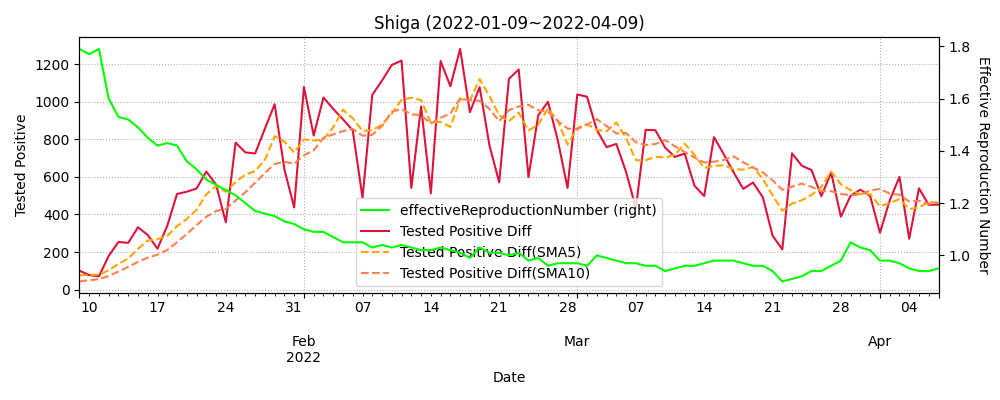 Shiga (2022-01-09~2022-04-09)
Tested Positive
0
200
400
600
800
1000
1200
effectiveReproductionNumber (right)
Tested Positive Diff
Tested Positive Diff(SMA5)
Tested Positive Diff(SMA10)
1.0
1.2
1.4
1.6
1.8
Effective Reproduction Number
10 17 24 31 07 14 21 28 07 14 21 28 04
Feb Mar Apr
2022
Date